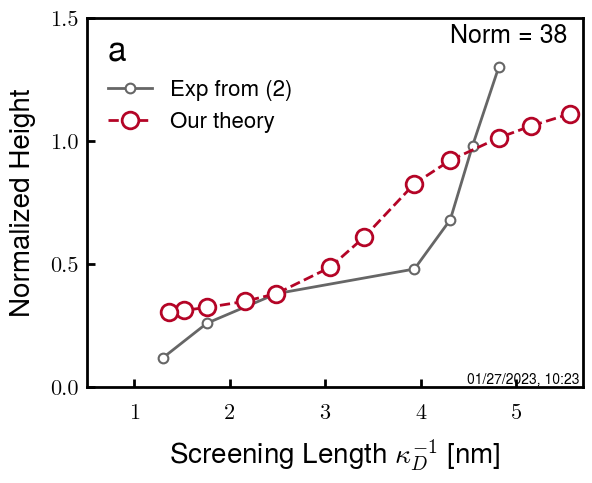 1.5
1.0
0.5
0.0
Normalized Height
a
Norm = 38
Exp from (2)
Our theory
01/27/2023, 10:23
1 2 3 4 5
Screening Length κ_D^{-1} [nm]